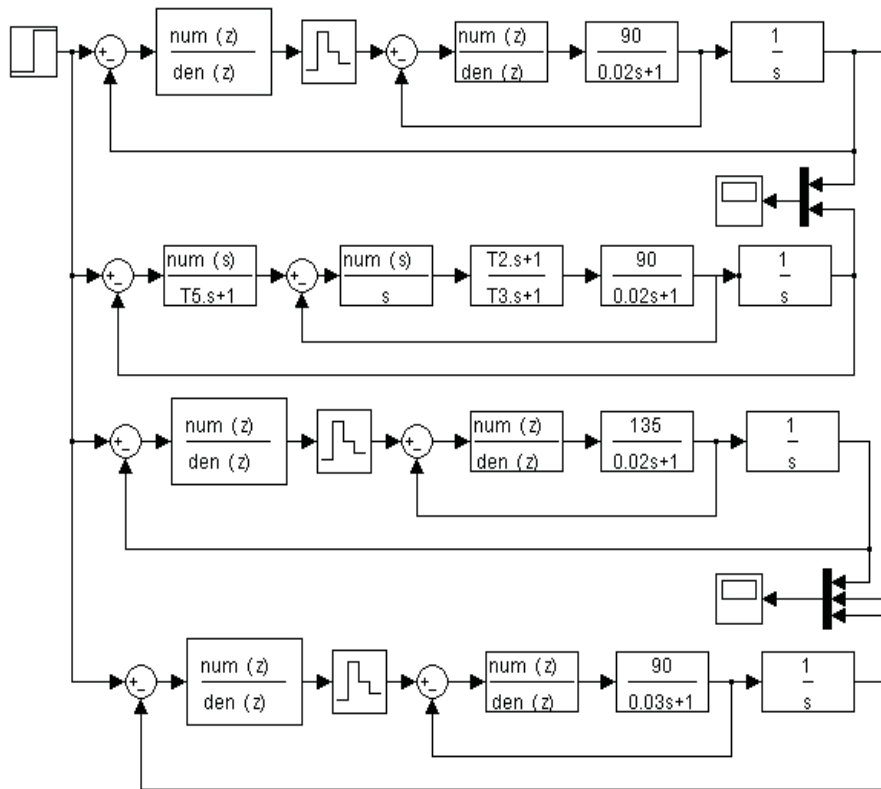 num (z)
den (z)
num (z)
den (z)
90
0.02s+1
1
s
num (s)
T5.s+1
num (s)
s
T2.s+1
T3.s+1
90
0.02s+1
1
s
num (z)
den (z)
num (z)
den (z)
135
0.02s+1
1
s
num (z)
den (z)
num (z)
den (z)
90
0.03s+1
1
s